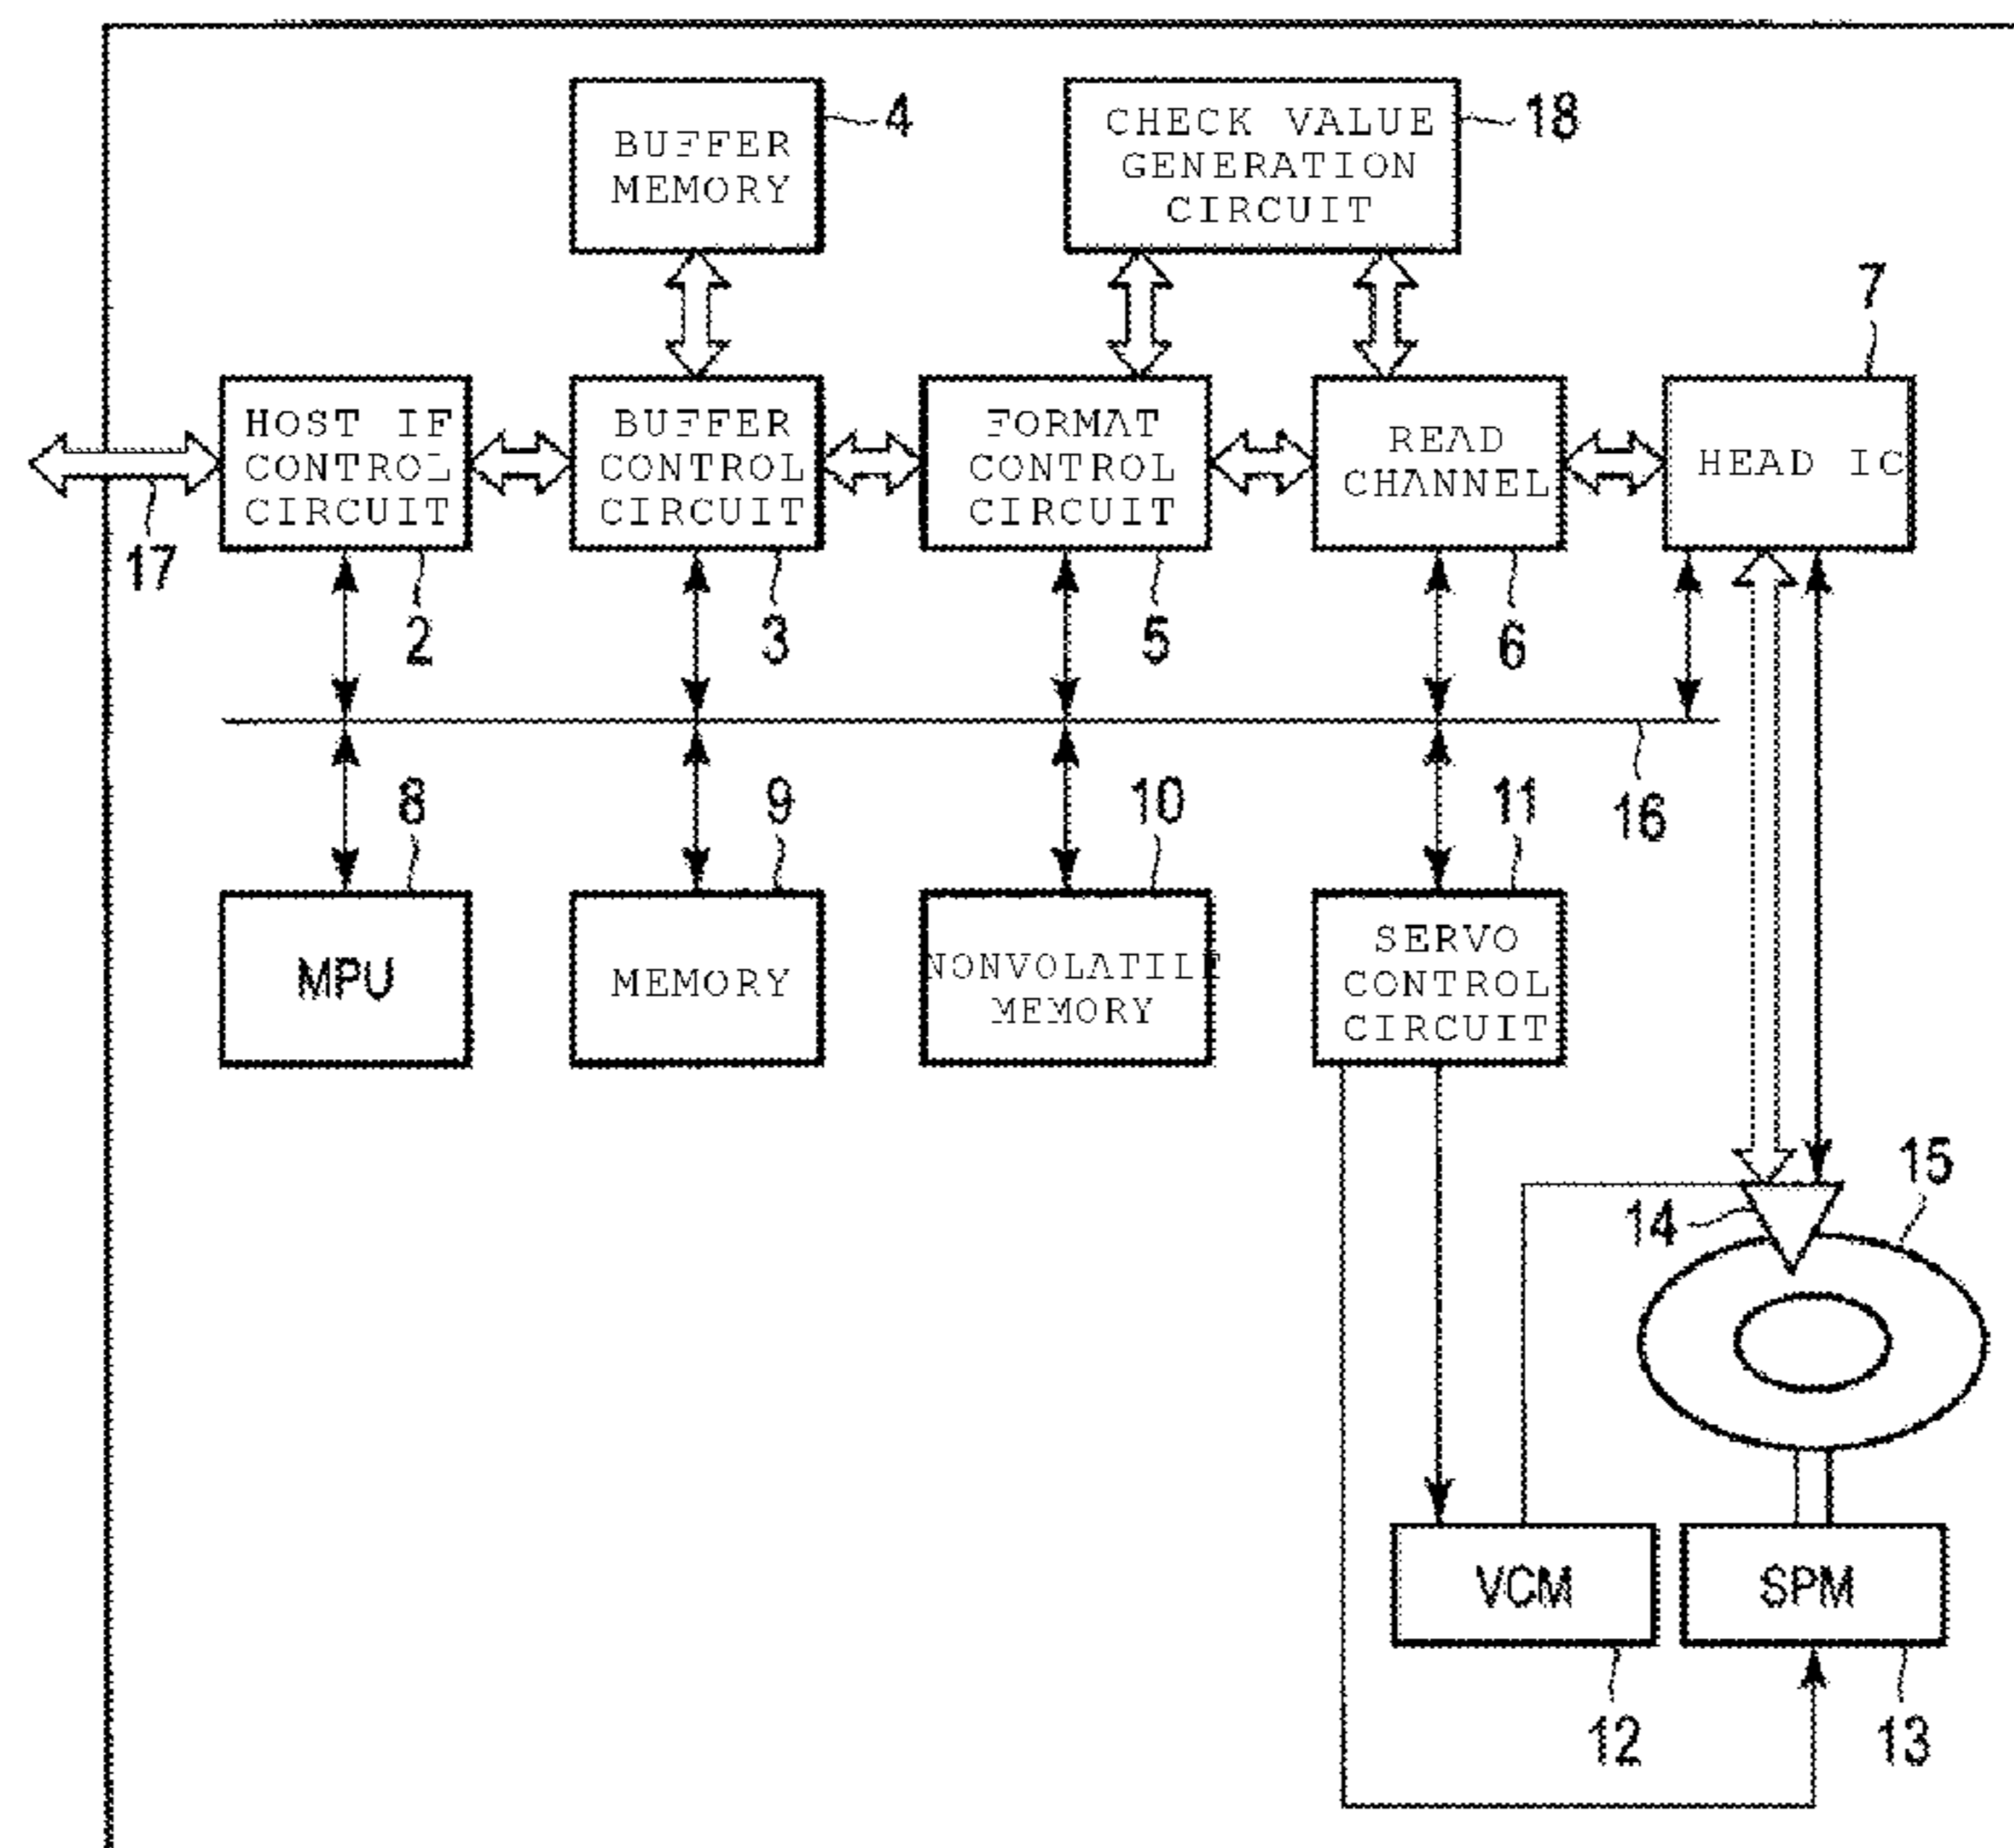 BUFFER
MEMORY
4
CHECK VALUE
GENERATION
CIRCUIT
18
7
HOST IF
CONTROL
CIRCUIT
BUFFER
CONTROL
CIRCUIT
FORMAT
CONTROL
CIRCUIT
READ
CHANNEL
HEAD IC
17
2
3
5
6
8
9
10
11
16
MPU
MEMORY
NONVOLATILE
MEMORY
SERVO
CONTROL
CIRCUIT
14
15
VCM
SPM
12
13